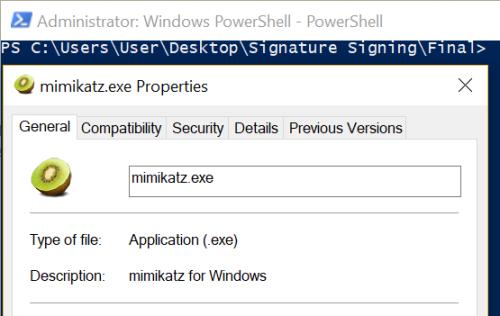 Administrator: Windows PowerShell - PowerShell
PS C:\Users\User\Desktop\Signature Signing\Final>
mimikatz.exe Properties
General Compatibility Security Details Previous Versions
mimikatz.exe
Type of file: Application (.exe)
Description: mimikatz for Windows